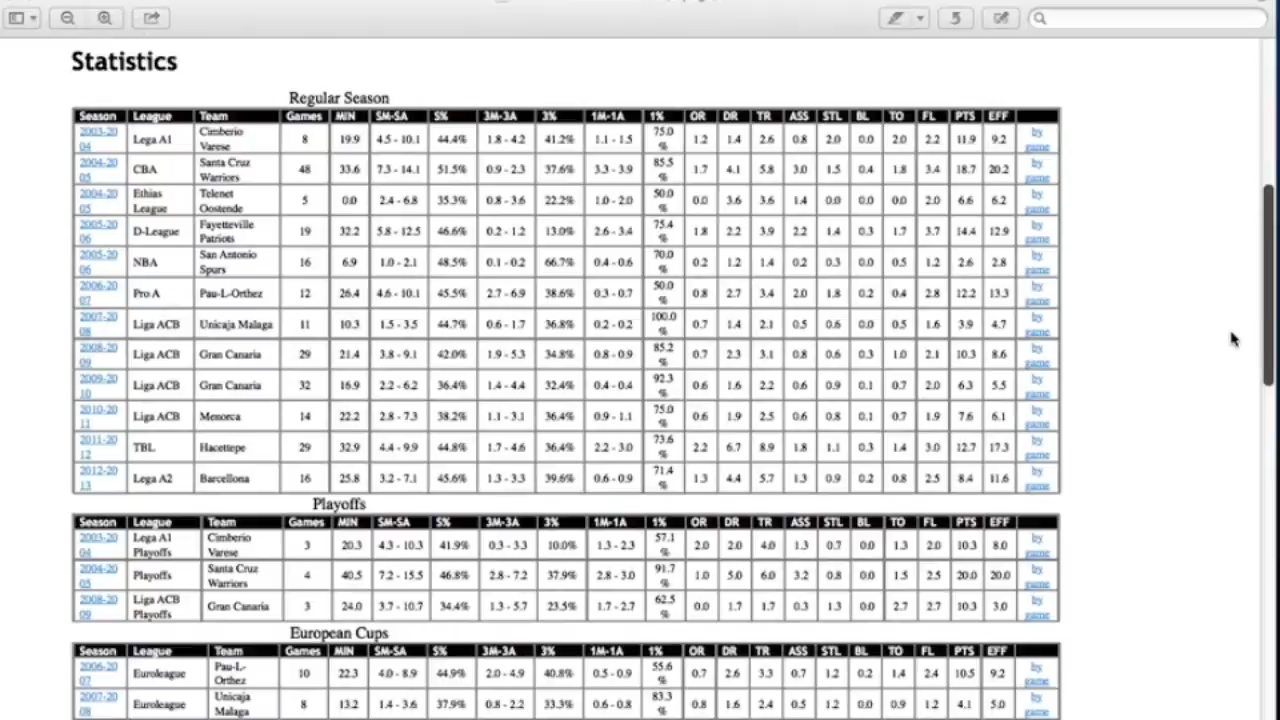 Statistics
Regular Season
Season League Team Games MIN SM-SA S% 3M-3A 3% 1M-1A 1% OR DR TR ASS STL BL TO FL PTS EFF
2003-2004 Lega A1 Cimberio Varese 8 19.9 4.5 - 10.1 44.4% 1.8 - 4.2 41.2% 1.1 - 1.5 75.0% 1.2 1.4 2.6 0.8 2.0 0.0 2.0 2.2 11.9 9.2 by game
2004-2005 CBA Santa Cruz Warriors 48 33.6 7.3 - 14.1 51.5% 0.9 - 2.3 37.6% 3.3 - 3.9 85.5% 1.7 4.1 5.8 3.0 1.5 0.4 1.8 3.4 18.7 20.2 by game
2004-2005 Ethias League Telenet Oostende 5 0.0 2.4 - 6.8 35.3% 0.8 - 3.6 22.2% 1.0 - 2.0 50.0% 0.0 3.6 3.6 1.4 0.0 0.0 0.0 2.0 6.6 6.2 by game
2005-2006 D-League Fayetteville Patriots 19 32.2 5.8 - 12.5 46.6% 0.2 - 1.2 13.0% 2.6 - 3.4 75.4% 1.8 2.2 3.9 2.2 1.4 0.3 1.7 3.7 14.4 12.9 by game
2005-2006 NBA San Antonio Spurs 16 6.9 1.0 - 2.1 48.5% 0.1 - 0.2 66.7% 0.4 - 0.6 70.0% 0.2 1.2 1.4 0.2 0.3 0.0 0.5 1.2 2.6 2.8 by game
2006-2007 Pro A Pau-L-Orthez 12 26.4 4.6 - 10.1 45.5% 2.7 - 6.9 38.6% 0.3 - 0.7 50.0% 0.8 2.7 3.4 2.0 1.8 0.2 0.4 2.8 12.2 13.3 by game
2007-2008 Liga ACB Unicaja Malaga 11 10.3 1.5 - 3.5 44.7% 0.6 - 1.7 36.8% 0.2 - 0.2 100.0% 0.7 1.4 2.1 0.5 0.6 0.0 0.5 1.6 3.9 4.7 by game
2008-2009 Liga ACB Gran Canaria 29 21.4 3.8 - 9.1 42.0% 1.9 - 5.3 34.8% 0.8 - 0.9 85.2% 0.7 2.3 3.1 0.8 0.6 0.3 1.0 2.1 10.3 8.6 by game
2009-2010 Liga ACB Gran Canaria 32 16.9 2.2 - 6.2 36.4% 1.4 - 4.4 32.4% 0.4 - 0.4 92.3% 0.6 1.6 2.2 0.6 0.9 0.1 0.7 2.0 6.3 5.5 by game
2010-2011 Liga ACB Menorca 14 22.2 2.8 - 7.3 38.2% 1.1 - 3.1 36.4% 0.9 - 1.1 75.0% 0.6 1.9 2.5 0.6 0.8 0.1 0.7 1.9 7.6 6.1 by game
2011-2012 TBL Hacettepe 29 32.9 4.4 - 9.9 44.8% 1.7 - 4.6 36.4% 2.2 - 3.0 73.6% 2.2 6.7 8.9 1.8 1.1 0.3 1.4 3.0 12.7 17.3 by game
2012-2013 Lega A2 Barcellona 16 25.8 3.2 - 7.1 45.6% 1.3 - 3.3 39.6% 0.6 - 0.9 71.4% 1.3 4.4 5.7 1.3 0.9 0.2 0.8 2.5 8.4 11.6 by game
Playoffs
Season League Team Games MIN SM-SA S% 3M-3A 3% 1M-1A 1% OR DR TR ASS STL BL TO FL PTS EFF
2003-2004 Lega A1 Playoffs Cimberio Varese 3 20.3 4.3 - 10.3 41.9% 0.3 - 3.3 10.0% 1.3 - 2.3 57.1% 2.0 2.0 4.0 1.3 0.7 0.0 1.3 2.0 10.3 8.0 by game
2004-2005 Playoffs Santa Cruz Warriors 4 40.5 7.2 - 15.5 46.8% 2.8 - 7.2 37.9% 2.8 - 3.0 91.7% 1.0 5.0 6.0 3.2 0.8 0.0 1.5 2.5 20.0 20.0 by game
2008-2009 Liga ACB Playoffs Gran Canaria 3 24.0 3.7 - 10.7 34.4% 1.3 - 5.7 23.5% 1.7 - 2.7 62.5% 0.0 1.7 1.7 0.3 1.3 0.0 2.7 2.7 10.3 3.0 by game
European Cups
Season League Team Games MIN SM-SA S% 3M-3A 3% 1M-1A 1% OR DR TR ASS STL BL TO FL PTS EFF
2006-2007 Euroleague Pau-L-Orthez 10 22.3 4.0 - 8.9 44.9% 2.0 - 4.9 40.8% 0.5 - 0.9 55.6% 0.7 2.6 3.3 0.7 1.2 0.2 1.4 2.4 10.5 9.2 by game
2007-2008 Euroleague Unicaja Malaga 8 13.2 1.4 - 3.6 37.9% 0.8 - 2.2 33.3% 0.6 - 0.8 83.3% 0.8 1.6 2.4 0.5 1.2 0.0 0.9 1.2 4.1 5.0 by game